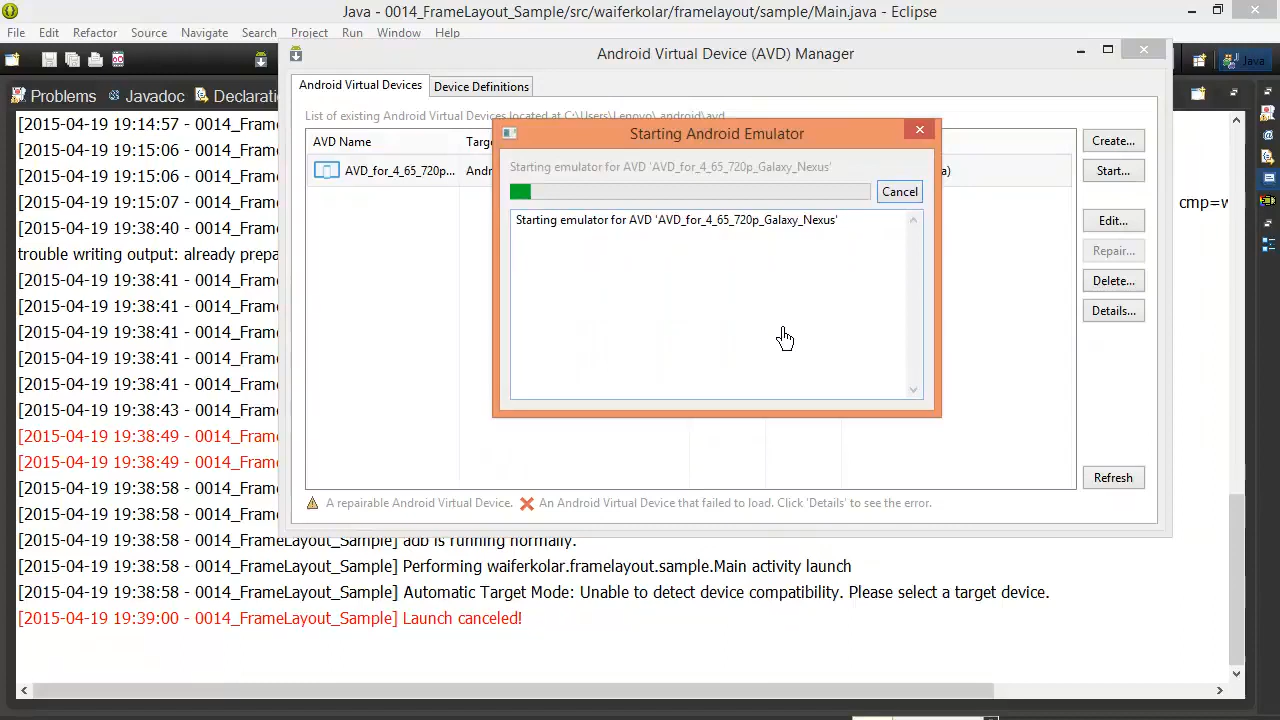 Java - 0014_FrameLayout_Sample/src/waiferkolar/framelayout/sample/Main.java - Eclipse
File Edit Refactor Source Navigate Search Project Run Window Help
Android Virtual Device (AVD) Manager
Java
Problems Javadoc Declarati
Android Virtual Devices Device Definitions
List of existing Android Virtual Devices located at C:\Users\Lenovo\.android\avd
AVD Name Targ
AVD_for_4_65_720p... Andr a)
Create...
Start...
Edit...
Repair...
Delete...
Details...
Refresh
Starting Android Emulator
Starting emulator for AVD 'AVD_for_4_65_720p_Galaxy_Nexus'
Cancel
Starting emulator for AVD 'AVD_for_4_65_720p_Galaxy_Nexus'
A repairable Android Virtual Device. An Android Virtual Device that failed to load. Click 'Details' to see the error.
[2015-04-19 19:14:57 - 0014_Frame
[2015-04-19 19:15:06 - 0014_Frame
[2015-04-19 19:15:06 - 0014_Frame
[2015-04-19 19:15:07 - 0014_Frame cmp=w
[2015-04-19 19:38:40 - 0014_Frame
trouble writing output: already prepa
[2015-04-19 19:38:41 - 0014_Frame
[2015-04-19 19:38:41 - 0014_Frame
[2015-04-19 19:38:41 - 0014_Frame
[2015-04-19 19:38:41 - 0014_Frame
[2015-04-19 19:38:41 - 0014_Frame
[2015-04-19 19:38:43 - 0014_Frame
[2015-04-19 19:38:49 - 0014_Frame
[2015-04-19 19:38:49 - 0014_Frame
[2015-04-19 19:38:58 - 0014_Frame
[2015-04-19 19:38:58 - 0014_Frame
[2015-04-19 19:38:58 - 0014_FrameLayout_Sample] adb is running normally.
[2015-04-19 19:38:58 - 0014_FrameLayout_Sample] Performing waiferkolar.framelayout.sample.Main activity launch
[2015-04-19 19:38:58 - 0014_FrameLayout_Sample] Automatic Target Mode: Unable to detect device compatibility. Please select a target device.
[2015-04-19 19:39:00 - 0014_FrameLayout_Sample] Launch canceled!